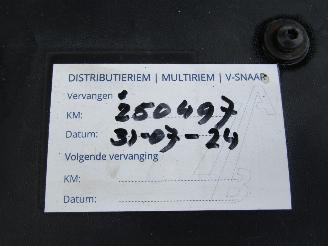 DISTRIBUTIERIEM | MULTIRIEM | V-SNAAR
Vervangen
KM: 250497
Datum: 31-07-24
Volgende vervanging
KM:
Datum: